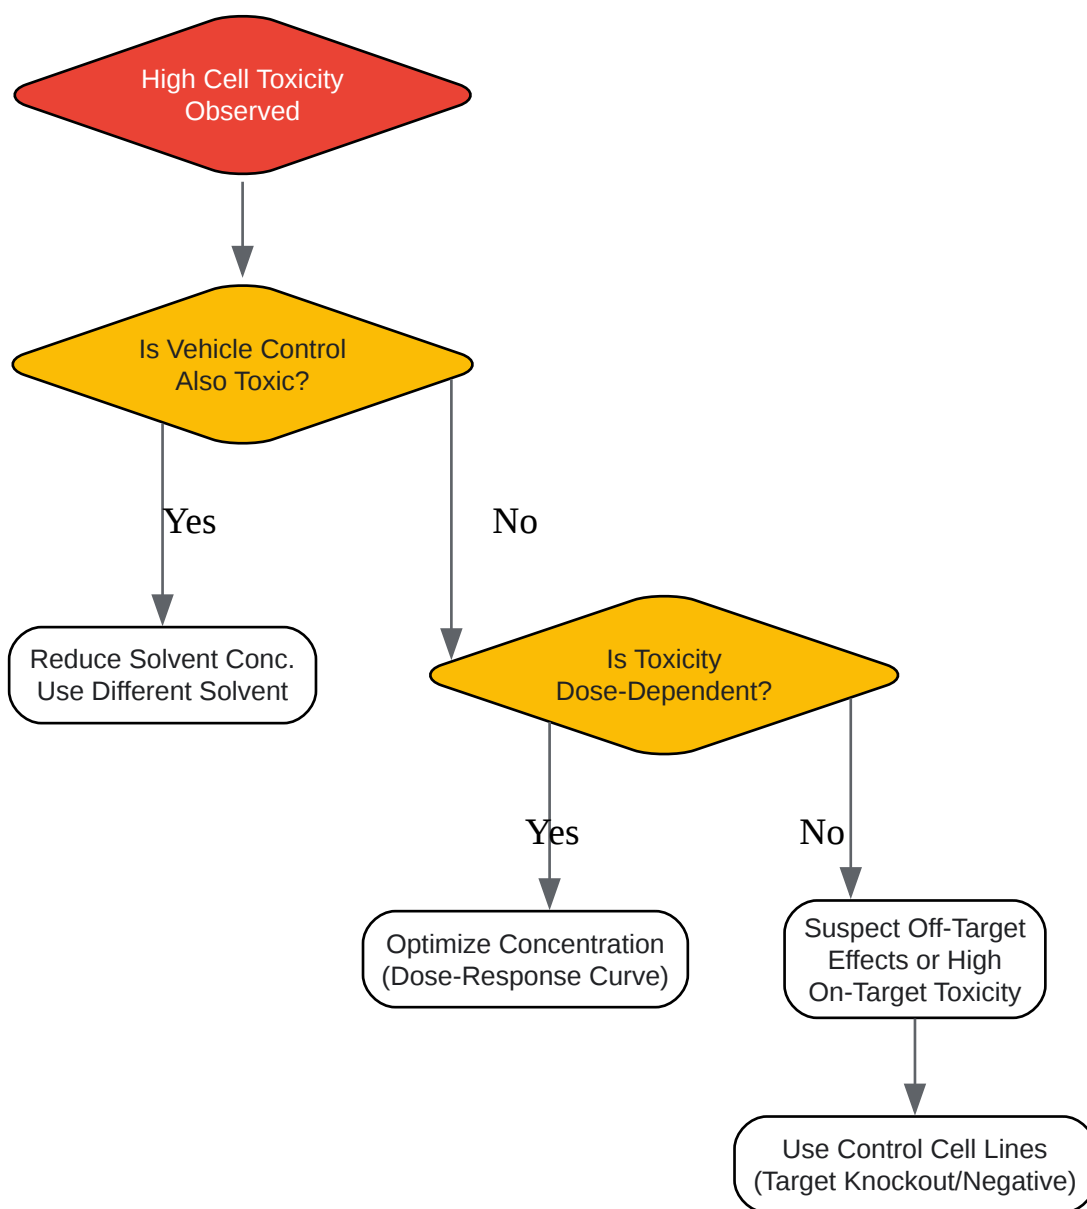 High Cell Toxicity
Observed
Is Vehicle Control
Also Toxic?
Yes
No
Reduce Solvent Conc.
Use Different Solvent
Is Toxicity
Dose-Dependent?
Yes
No
Optimize Concentration
(Dose-Response Curve)
Suspect Off-Target
Effects or High
On-Target Toxicity
Use Control Cell Lines
(Target Knockout/Negative)